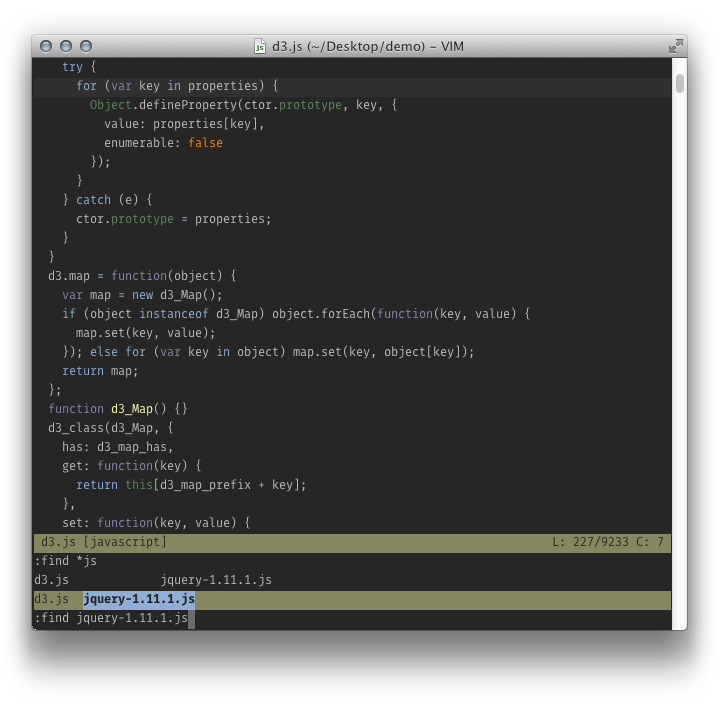 d3.js (~/Desktop/demo) – VIM
try {
for (var key in properties) {
Object.defineProperty(ctor.prototype, key, {
value: properties[key],
enumerable: false
});
}
} catch (e) {
ctor.prototype = properties;
}
}
d3.map = function(object) {
var map = new d3_Map();
if (object instanceof d3_Map) object.forEach(function(key, value) {
map.set(key, value);
}); else for (var key in object) map.set(key, object[key]);
return map;
};
function d3_Map() {}
d3_class(d3_Map, {
has: d3_map_has,
get: function(key) {
return this[d3_map_prefix + key];
},
set: function(key, value) {
d3.js [javascript] L: 227/9233 C: 7
:find *js
d3.js jquery-1.11.1.js
d3.js jquery-1.11.1.js
:find jquery-1.11.1.js